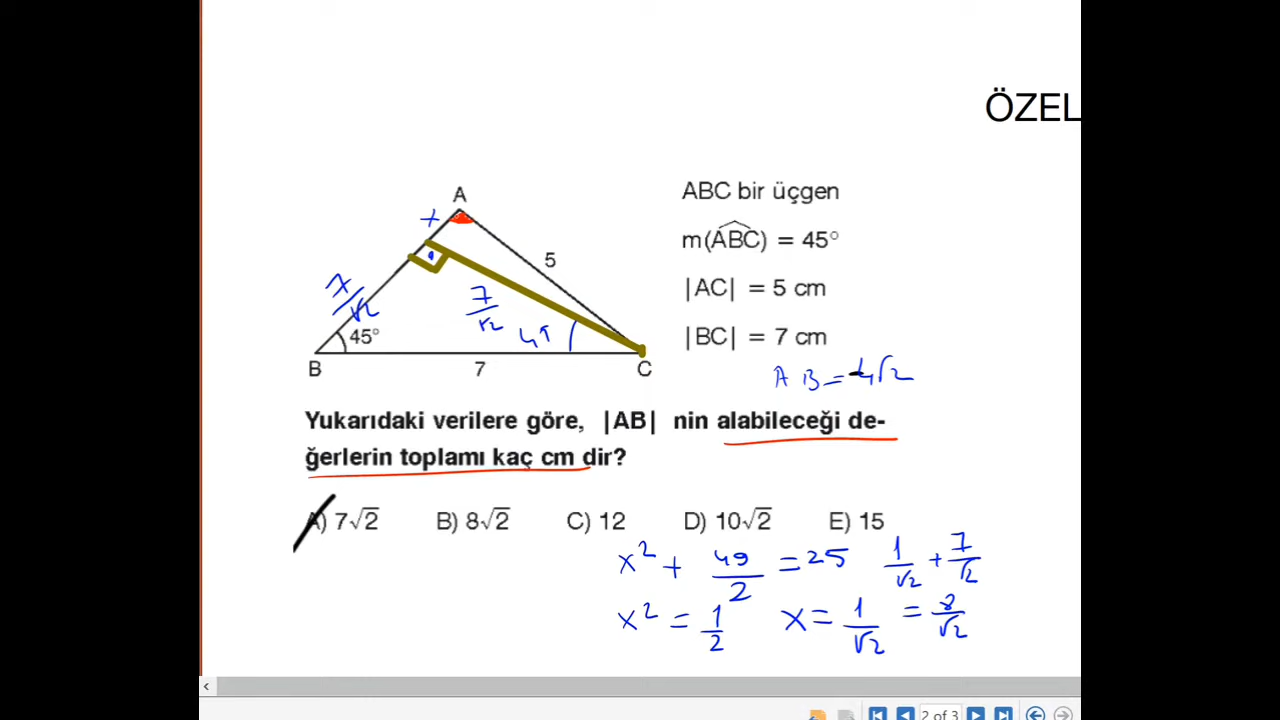 ÖZEL
A
x
5
7/√2
7/√2
45
45°
B
7
C
ABC bir üçgen
m(ABC) = 45°
|AC| = 5 cm
|BC| = 7 cm
AB = 4√2
Yukarıdaki verilere göre, |AB| nin alabileceği de-
ğerlerin toplamı kaç cm dir?
A) 7√2 B) 8√2 C) 12 D) 10√2 E) 15
x² + 49/2 = 25 1/√2 + 7/√2
x² = 1/2 x = 1/√2 = 8/√2
2 of 3